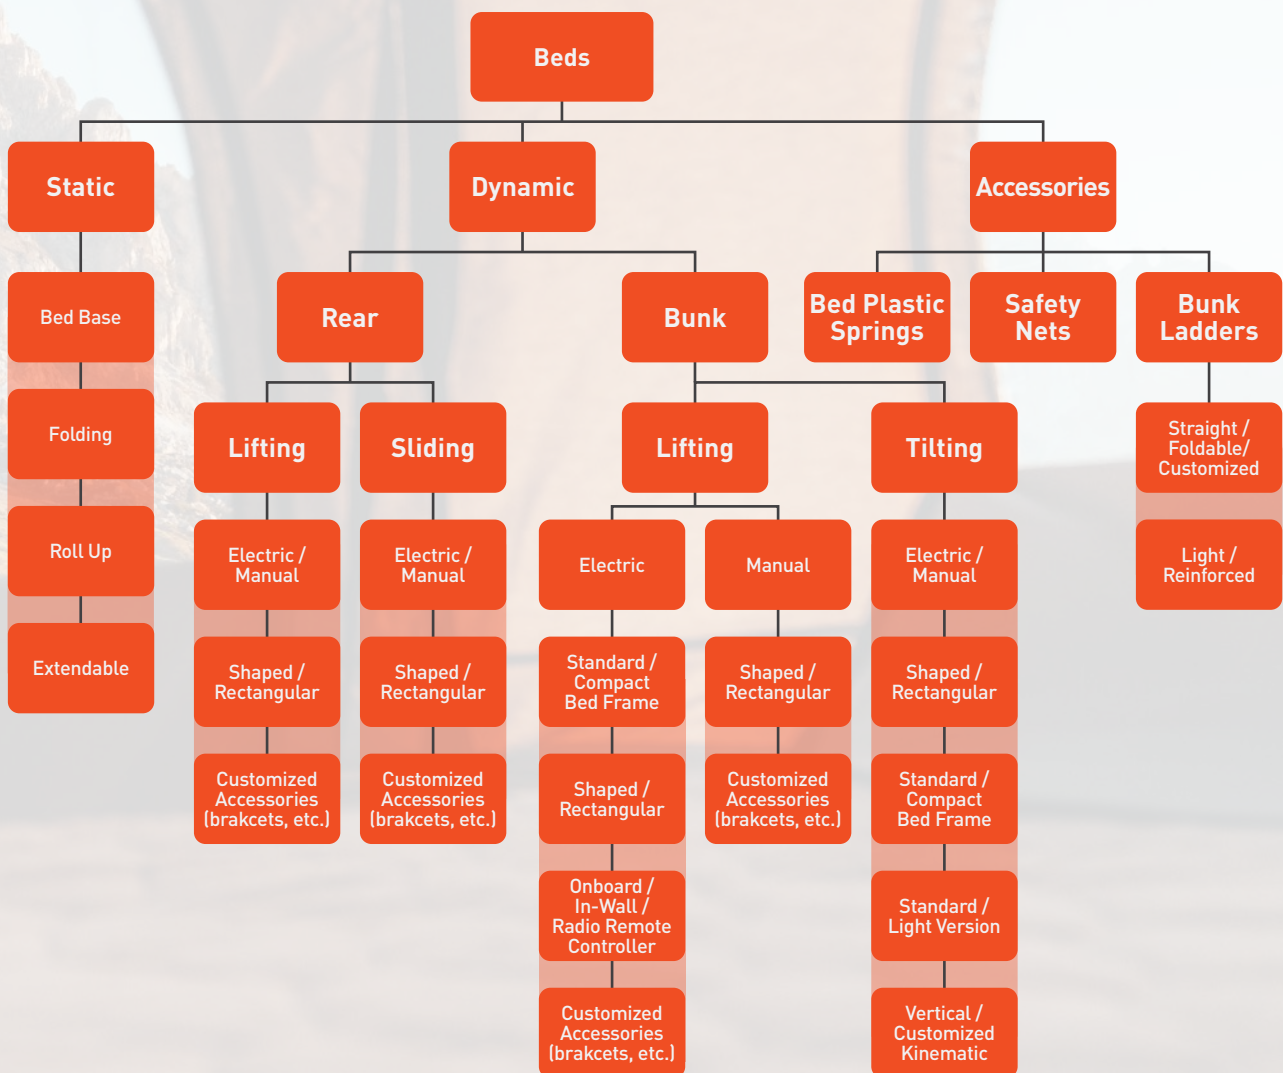 Beds
Static
Dynamic
Accessories
Bed Base
Folding
Roll Up
Extendable
Rear
Bunk
Bed Plastic
Springs
Safety
Nets
Bunk
Ladders
Lifting
Sliding
Lifting
Tilting
Straight /
Foldable/
Customized
Light /
Reinforced
Electric /
Manual
Shaped /
Rectangular
Customized
Accessories
(brakcets, etc.)
Electric /
Manual
Shaped /
Rectangular
Customized
Accessories
(brakcets, etc.)
Electric
Standard /
Compact
Bed Frame
Shaped /
Rectangular
Onboard /
In-Wall /
Radio Remote
Controller
Customized
Accessories
(brakcets, etc.)
Manual
Shaped /
Rectangular
Customized
Accessories
(brakcets, etc.)
Electric /
Manual
Shaped /
Rectangular
Standard /
Compact
Bed Frame
Standard /
Light Version
Vertical /
Customized
Kinematic